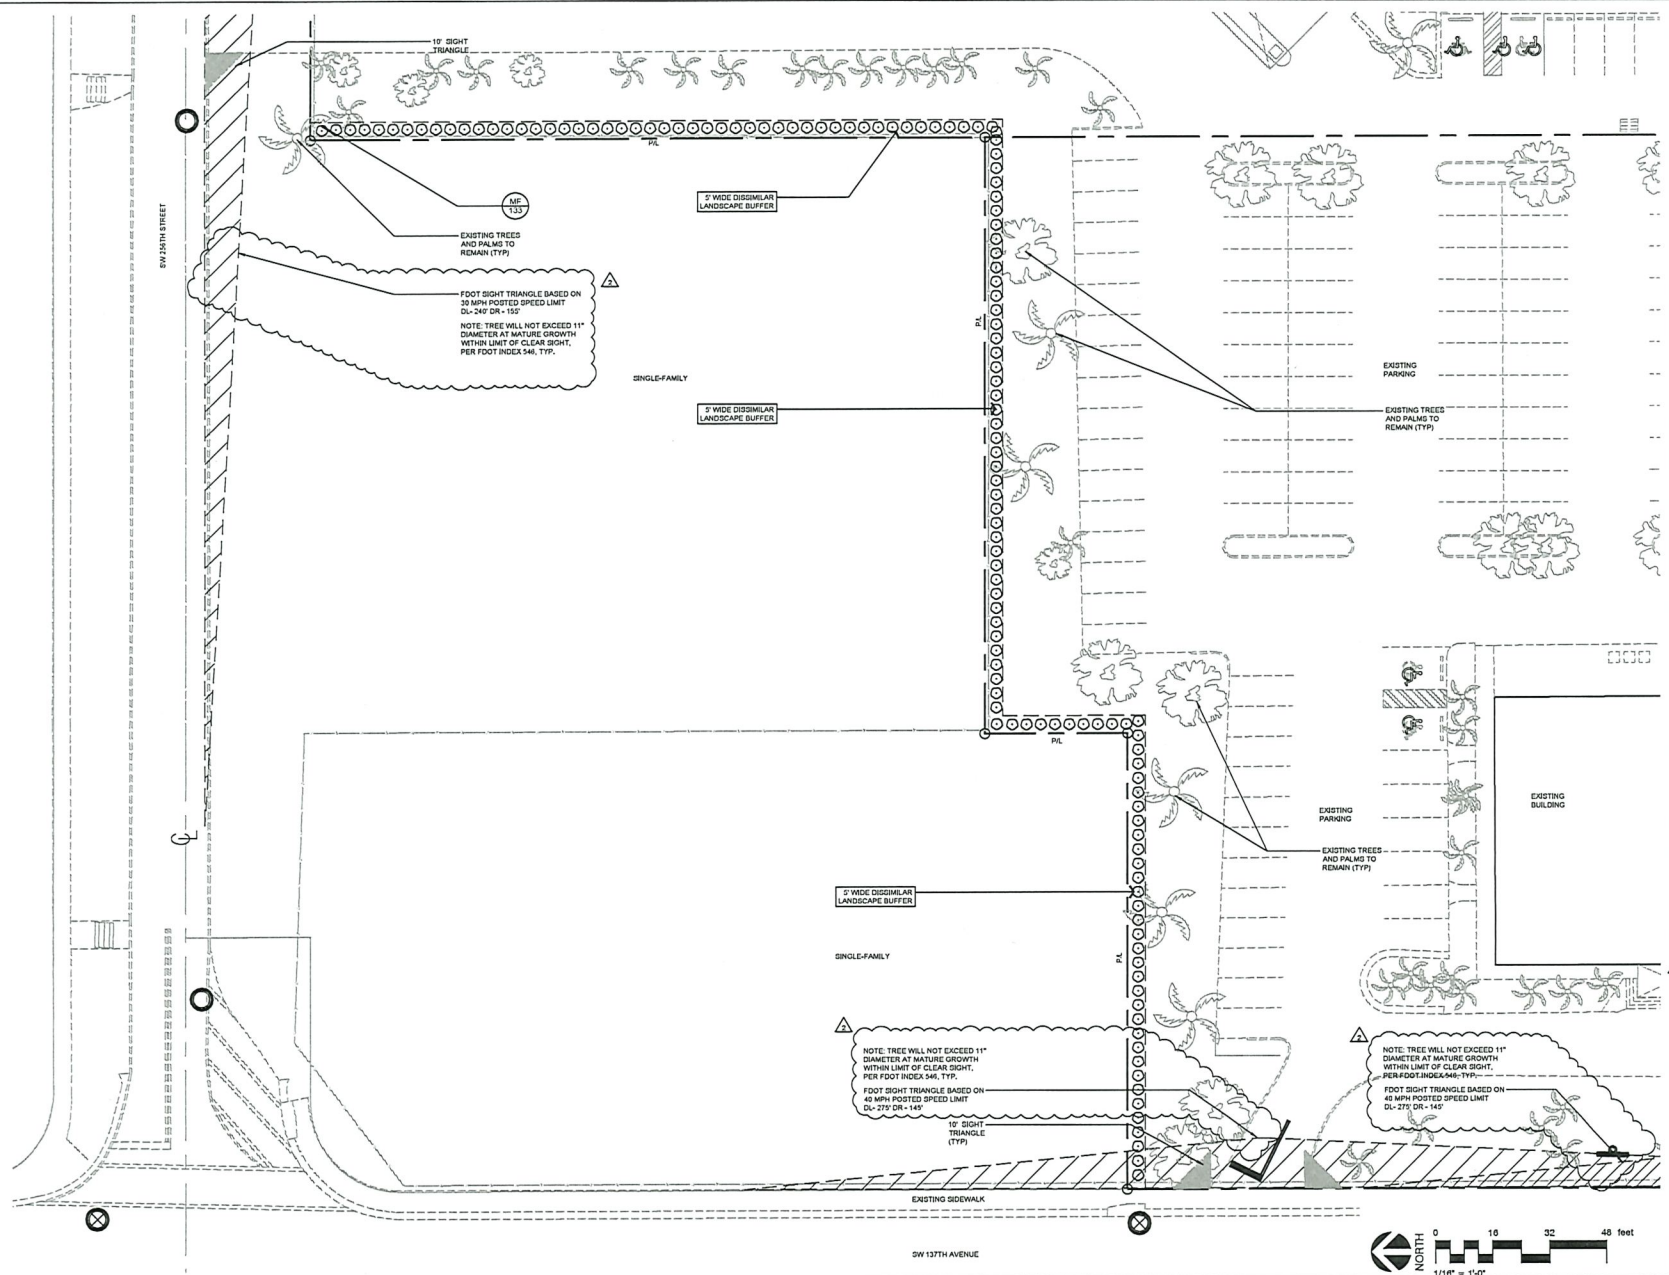 10' SIGHT
TRIANGLE
SW 256TH STREET
P/L
MF
133
5' WIDE DISSIMILAR
LANDSCAPE BUFFER
EXISTING TREES
AND PALMS TO
REMAIN (TYP)
2
FDOT SIGHT TRIANGLE BASED ON
30 MPH POSTED SPEED LIMIT
DL- 240' DR - 155'
NOTE: TREE WILL NOT EXCEED 11"
DIAMETER AT MATURE GROWTH
WITHIN LIMIT OF CLEAR SIGHT,
PER FDOT INDEX 546, TYP.
P/L
SINGLE-FAMILY
EXISTING
PARKING
5' WIDE DISSIMILAR
LANDSCAPE BUFFER
EXISTING TREES
AND PALMS TO
REMAIN (TYP)
P/L
EXISTING
BUILDING
EXISTING
PARKING
CL
EXISTING TREES
AND PALMS TO
REMAIN (TYP)
5' WIDE DISSIMILAR
LANDSCAPE BUFFER
SINGLE-FAMILY
P/L
2
NOTE: TREE WILL NOT EXCEED 11"
DIAMETER AT MATURE GROWTH
WITHIN LIMIT OF CLEAR SIGHT,
PER FDOT INDEX 546, TYP.
FDOT SIGHT TRIANGLE BASED ON
40 MPH POSTED SPEED LIMIT
DL- 275' DR - 145'
10' SIGHT
TRIANGLE
(TYP)
2
NOTE: TREE WILL NOT EXCEED 11"
DIAMETER AT MATURE GROWTH
WITHIN LIMIT OF CLEAR SIGHT,
PER FDOT INDEX 546, TYP.
FDOT SIGHT TRIANGLE BASED ON
40 MPH POSTED SPEED LIMIT
DL- 275' DR - 145'
EXISTING SIDEWALK
SW 137TH AVENUE
NORTH
0 16 32 48 feet
1/16" = 1'-0"